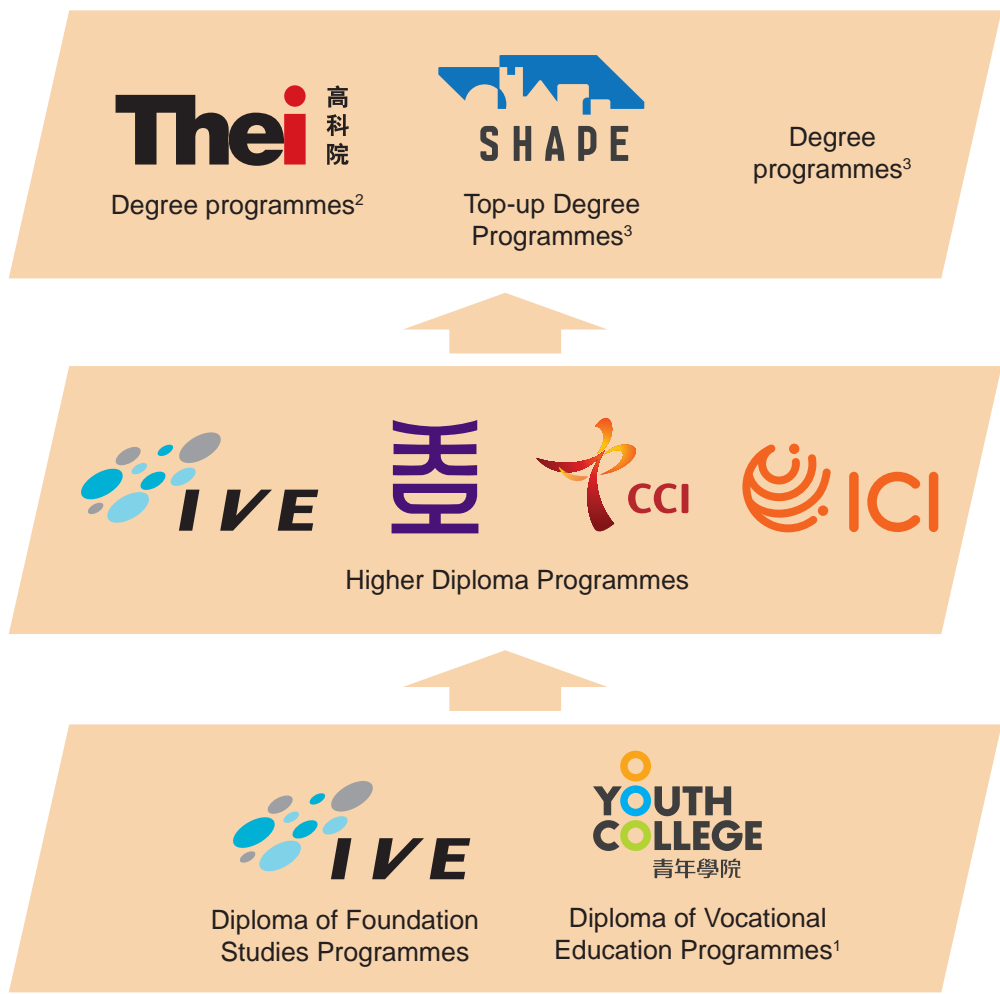 Thei 高科院
Degree programmes²
SHAPE
Top-up Degree
Programmes³
Degree
programmes³
IVE
CCI
ICI
Higher Diploma Programmes
IVE
Diploma of Foundation
Studies Programmes
YOUTH
COLLEGE
青年學院
Diploma of Vocational
Education Programmes¹